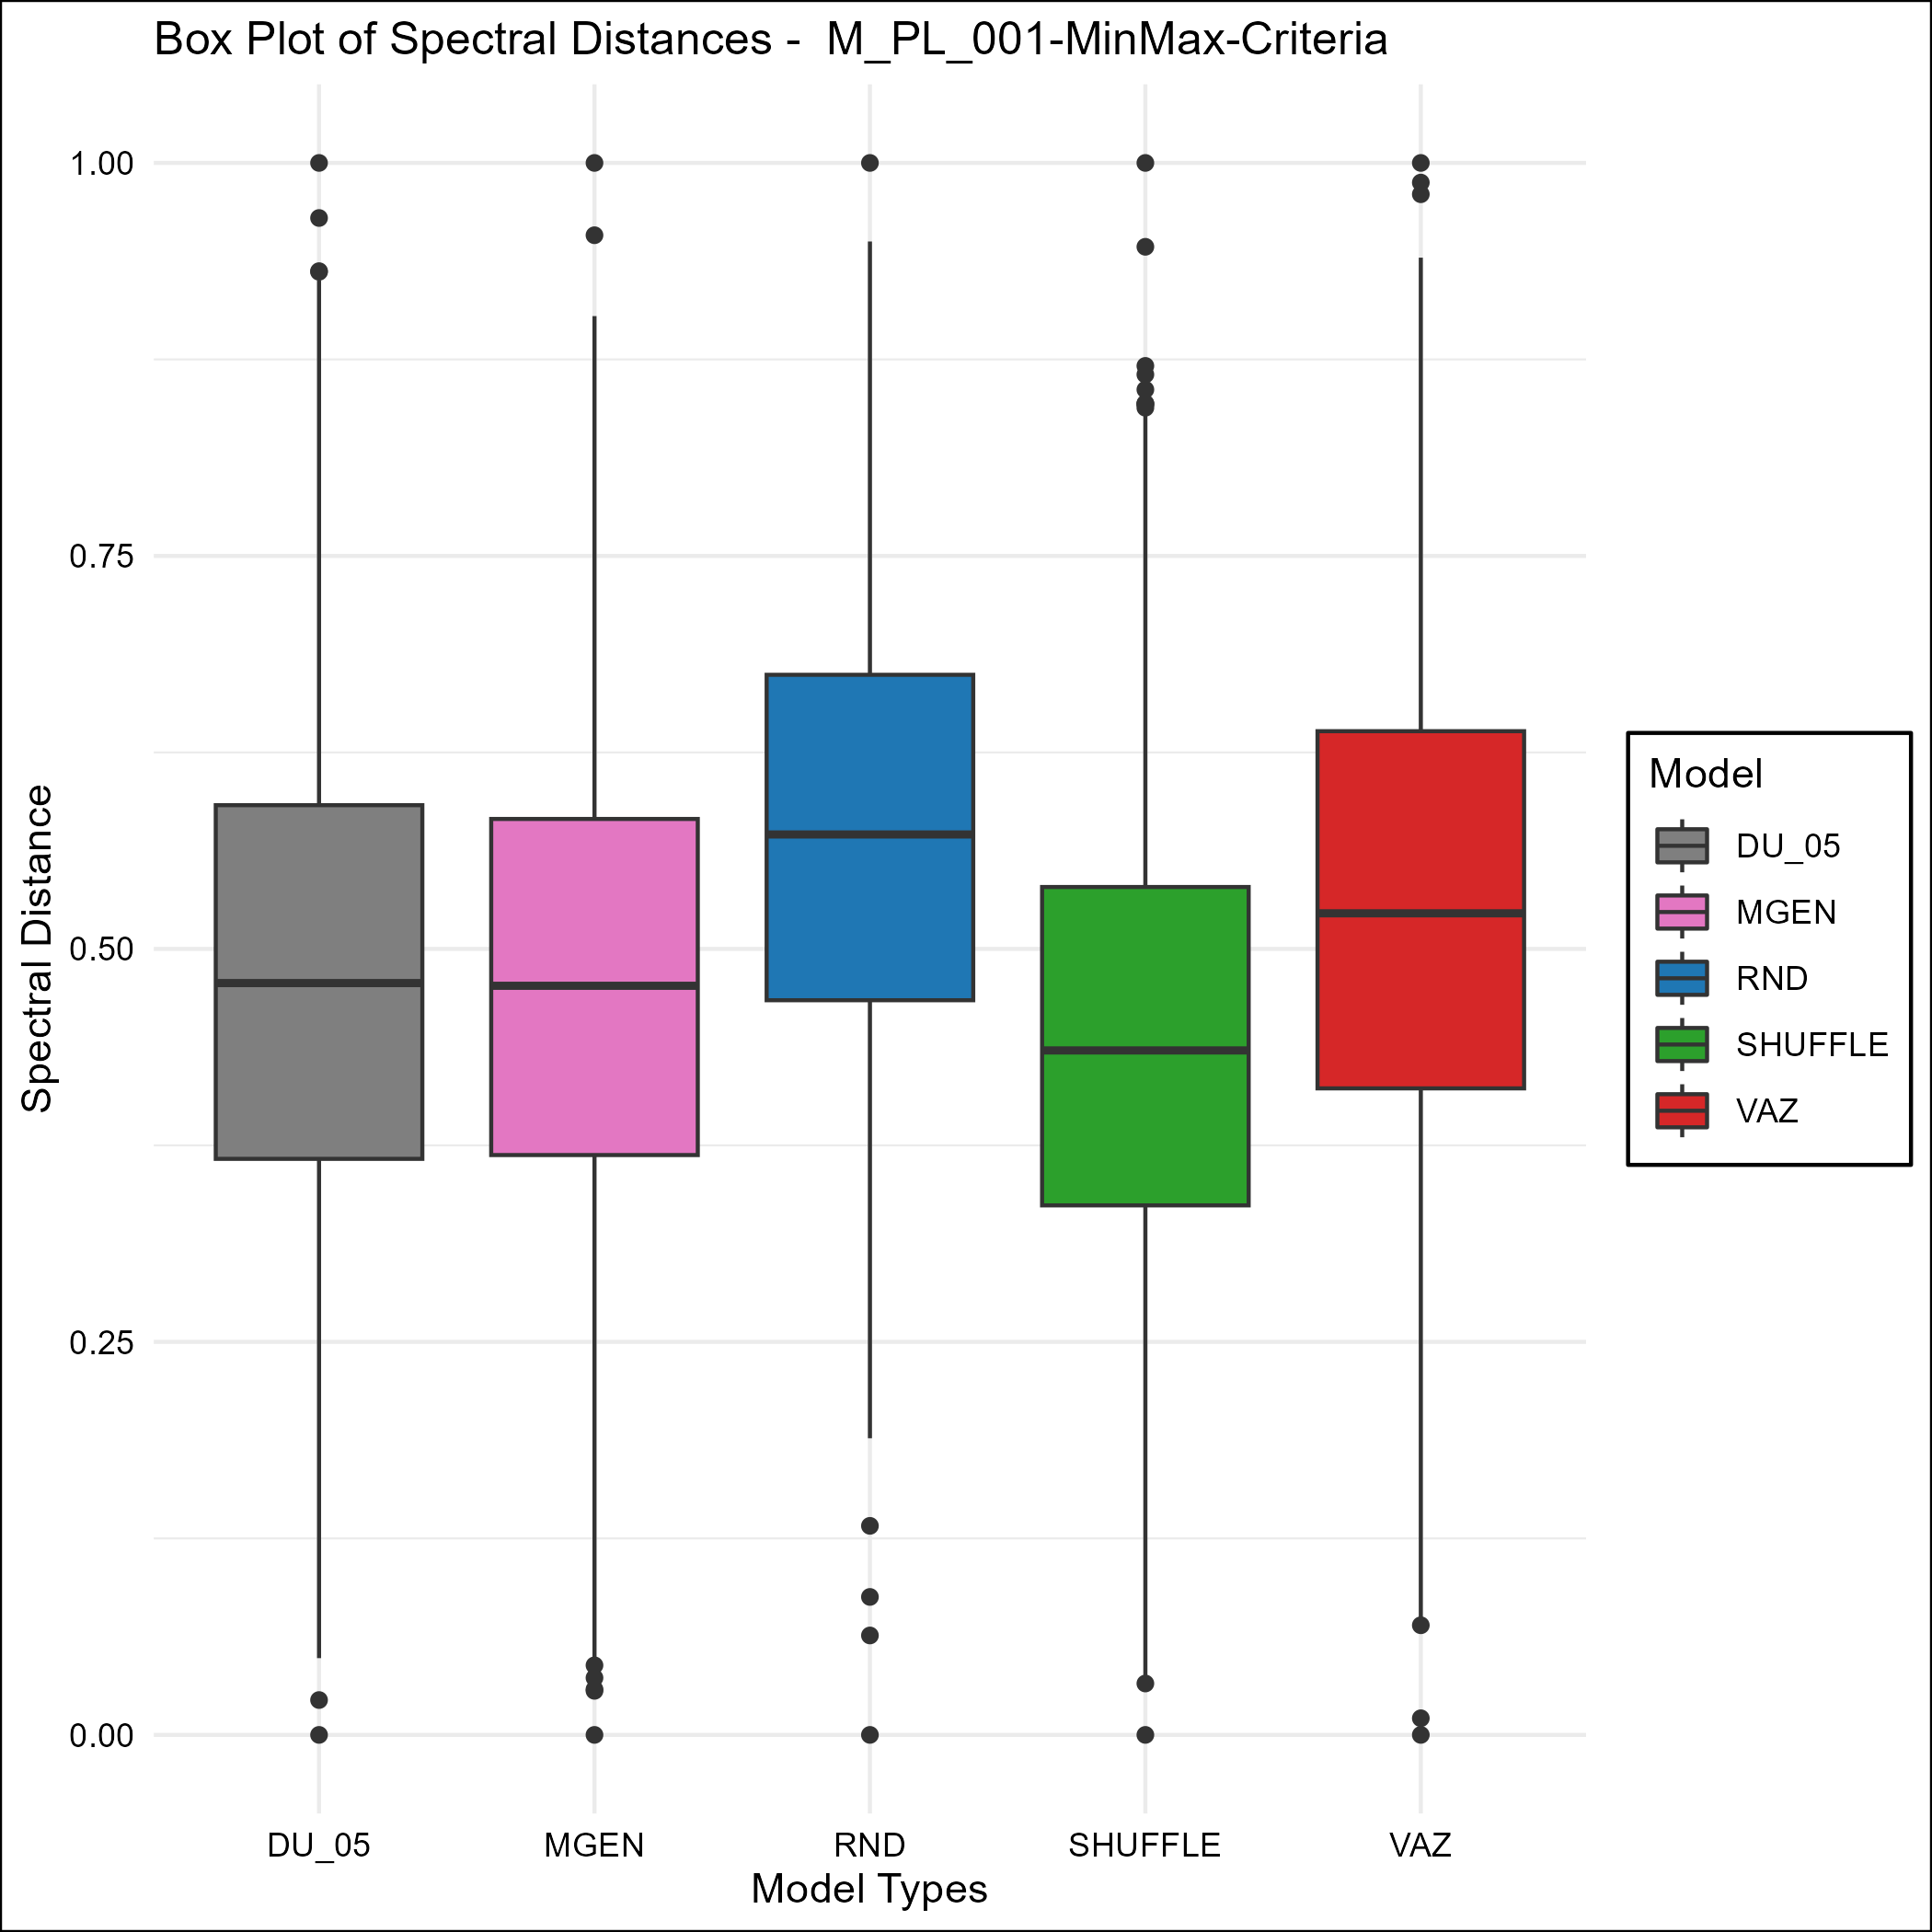 Box Plot of Spectral Distances -  M_PL_001-MinMax-Criteria
Spectral Distance
1.00
0.75
0.50
0.25
0.00
DU_05
MGEN
RND
SHUFFLE
VAZ
Model Types
Model
DU_05
MGEN
RND
SHUFFLE
VAZ